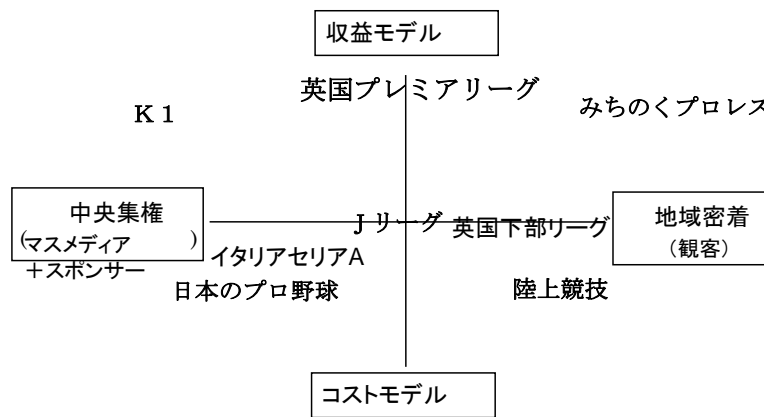 収益モデル
英国プレミアリーグ
K1
みちのくプロレス
中央集権
(マスメディア
+スポンサー
)
Jリーグ
英国下部リーグ
地域密着
(観客)
イタリアセリアA
日本のプロ野球
陸上競技
コストモデル